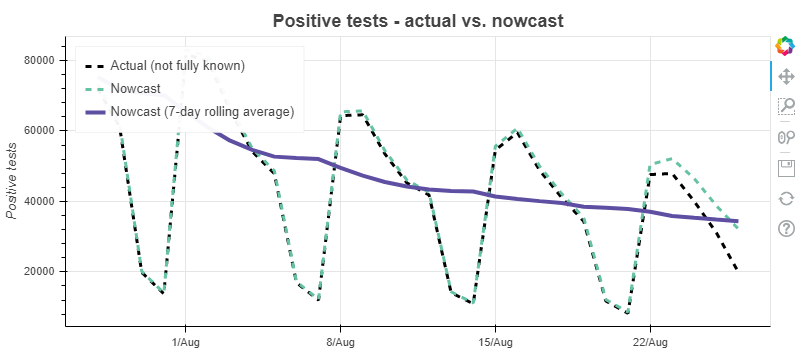 Positive tests - actual vs. nowcast
Actual (not fully known)
Nowcast
Nowcast (7-day rolling average)
80000
60000
40000
20000
Positive tests
1/Aug
8/Aug
15/Aug
22/Aug